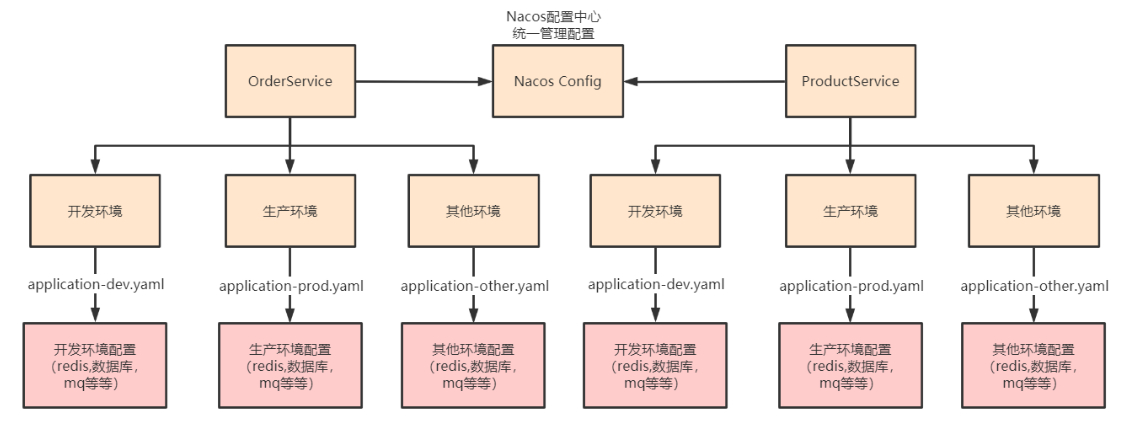 Nacos配置中心
统一管理配置
OrderService
Nacos Config
ProductService
开发环境
生产环境
其他环境
开发环境
生产环境
其他环境
application-dev.yaml
application-prod.yaml
application-other.yaml
application-dev.yaml
application-prod.yaml
application-other.yaml
开发环境配置
（redis,数据库，
mq等等）
生产环境配置
（redis,数据库，
mq等等）
其他环境配置
（redis,数据库，
mq等等）
开发环境配置
（redis,数据库，
mq等等）
生产环境配置
（redis,数据库，
mq等等）
其他环境配置
（redis,数据库，
mq等等）